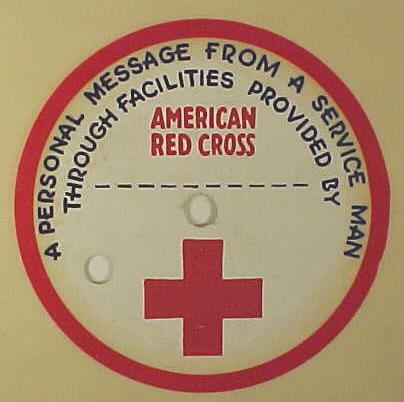 A PERSONAL MESSAGE FROM A SERVICE MAN
THROUGH FACILITIES PROVIDED BY
AMERICAN
RED CROSS